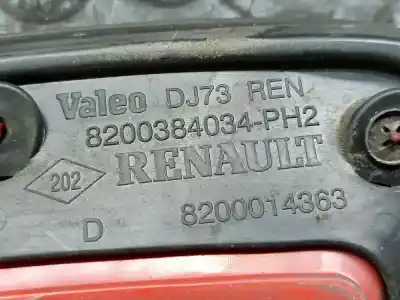 Valeo DJ73 REN
8200384034-PH2
202 RENAULT
D 8200014363